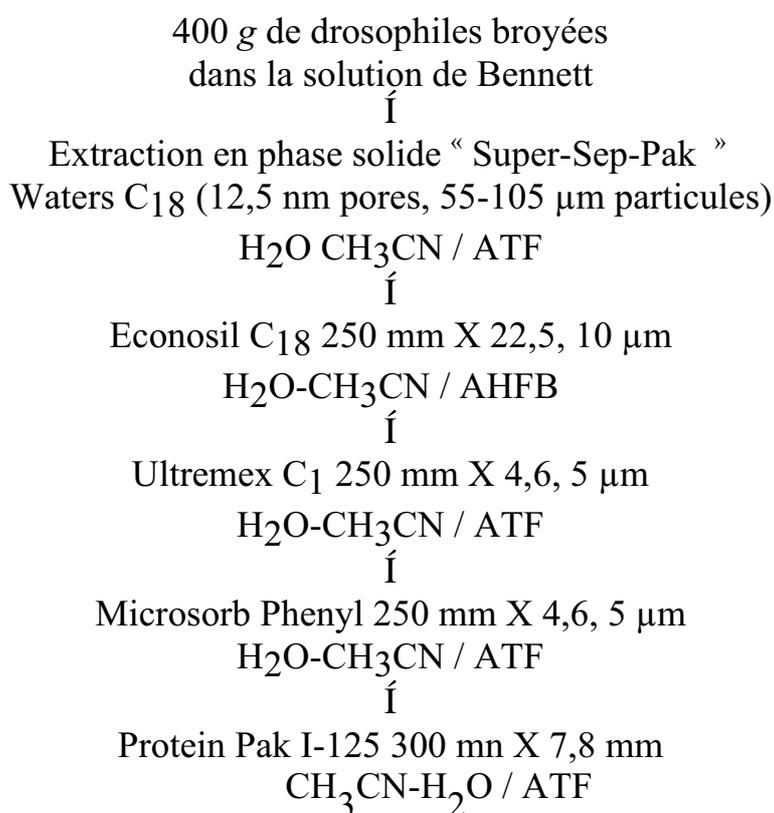 400 g de drosophiles broyées
dans la solution de Bennett
Í
Extraction en phase solide “ Super-Sep-Pak ”
Waters C18 (12,5 nm pores, 55-105 µm particules)
H2O CH3CN / ATF
Í
Econosil C18 250 mm X 22,5, 10 µm
H2O-CH3CN / AHFB
Í
Ultremex C1 250 mm X 4,6, 5 µm
H2O-CH3CN / ATF
Í
Microsorb Phenyl 250 mm X 4,6, 5 µm
H2O-CH3CN / ATF
Í
Protein Pak I-125 300 mn X 7,8 mm
CH3CN-H2O / ATF